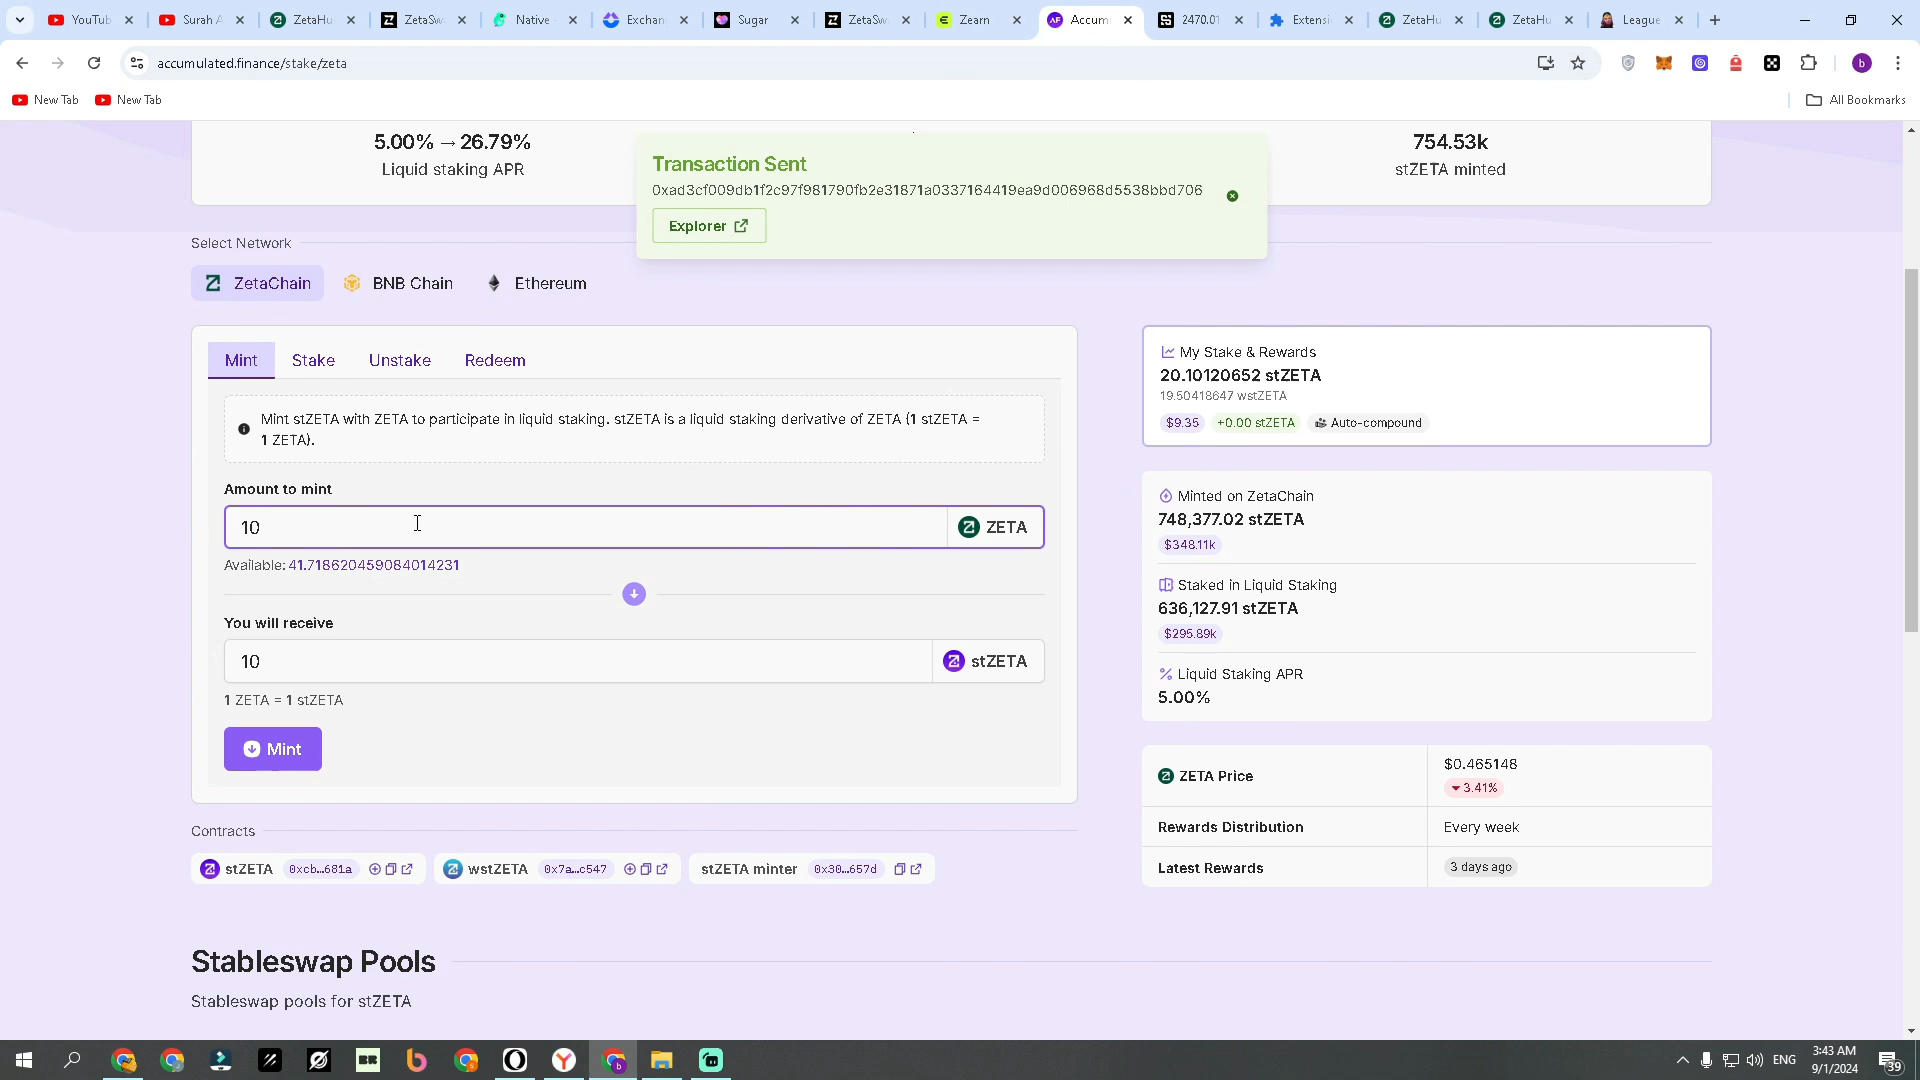 YouTub
Surah A
ZetaHu
ZetaSw
Native -
Exchan
Sugar
ZetaSw
Zearn
Accum
2470.01
Extensi
ZetaHu
ZetaHu
League
accumulated.finance/stake/zeta
b
New Tab
New Tab
All Bookmarks
5.00% → 26.79%
Liquid staking APR
754.53k
stZETA minted
Transaction Sent
0xad3cf009db1f2c97f981790fb2e31871a0337164419ea9d006968d5538bbd706
Explorer
Select Network
ZetaChain
BNB Chain
Ethereum
Mint
Stake
Unstake
Redeem
Mint stZETA with ZETA to participate in liquid staking. stZETA is a liquid staking derivative of ZETA (1 stZETA =
1 ZETA).
Amount to mint
10
ZETA
Available: 41.718620459084014231
You will receive
10
stZETA
1 ZETA = 1 stZETA
Mint
My Stake & Rewards
20.10120652 stZETA
19.50418647 wstZETA
$9.35
+0.00 stZETA
Auto-compound
Minted on ZetaChain
748,377.02 stZETA
$348.11k
Staked in Liquid Staking
636,127.91 stZETA
$295.89k
Liquid Staking APR
5.00%
ZETA Price
$0.465148
3.41%
Rewards Distribution
Every week
Latest Rewards
3 days ago
Contracts
stZETA
0xcb…681a
wstZETA
0x7a…c547
stZETA minter
0x30…657d
Stableswap Pools
Stableswap pools for stZETA
ENG
3:43 AM
9/1/2024
39